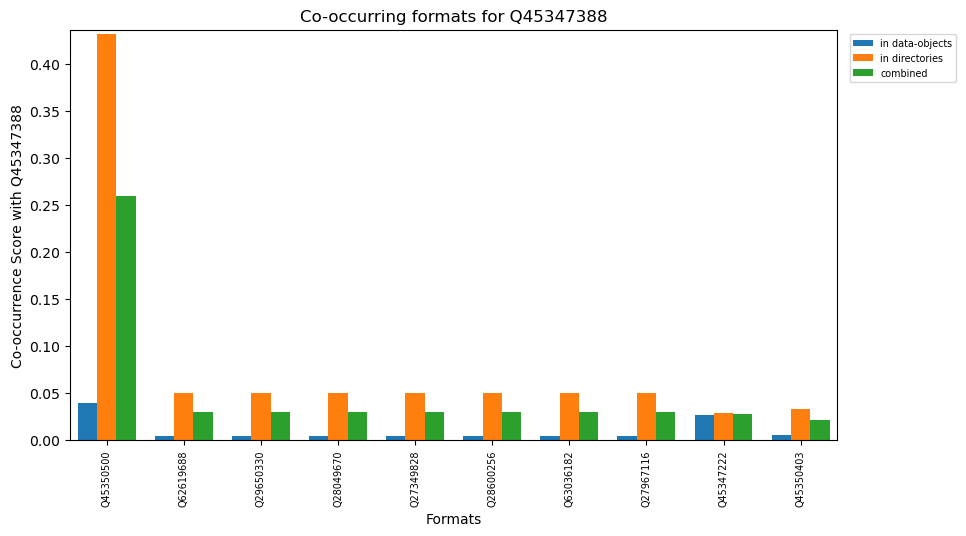 Co-occurring formats for Q45347388
in data-objects
in directories
combined
Co-occurrence Score with Q45347388
0.40
0.35
0.30
0.25
0.20
0.15
0.10
0.05
0.00
Q45350500
Q62619688
Q29650330
Q28049670
Q27349828
Q28600256
Q63036182
Q27967116
Q45347222
Q45350403
Formats